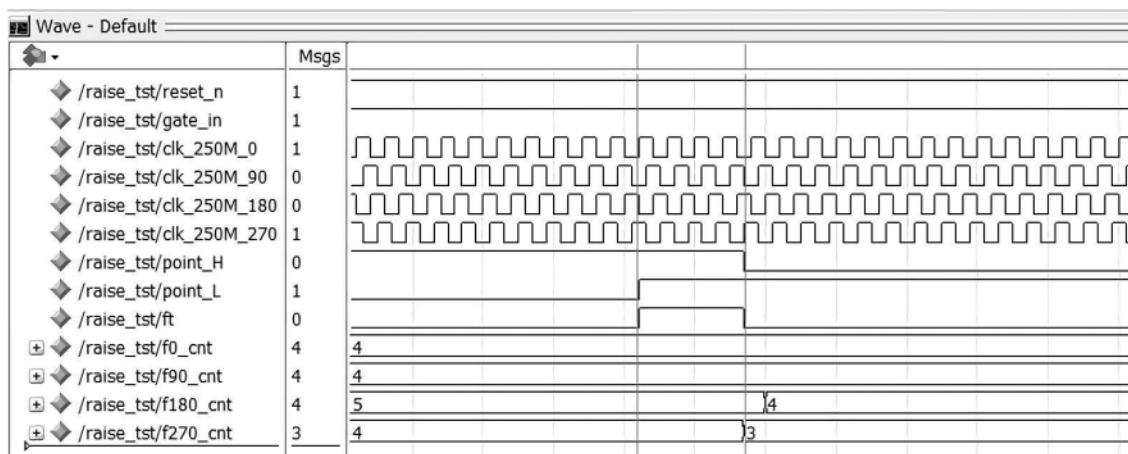 Wave - Default
Msgs
/raise_tst/reset_n 1
/raise_tst/gate_in 1
/raise_tst/clk_250M_0 1
/raise_tst/clk_250M_90 0
/raise_tst/clk_250M_180 0
/raise_tst/clk_250M_270 1
/raise_tst/point_H 0
/raise_tst/point_L 1
/raise_tst/ft 0
/raise_tst/f0_cnt 4 4
/raise_tst/f90_cnt 4 4
/raise_tst/f180_cnt 4 5 4
/raise_tst/f270_cnt 3 4 3